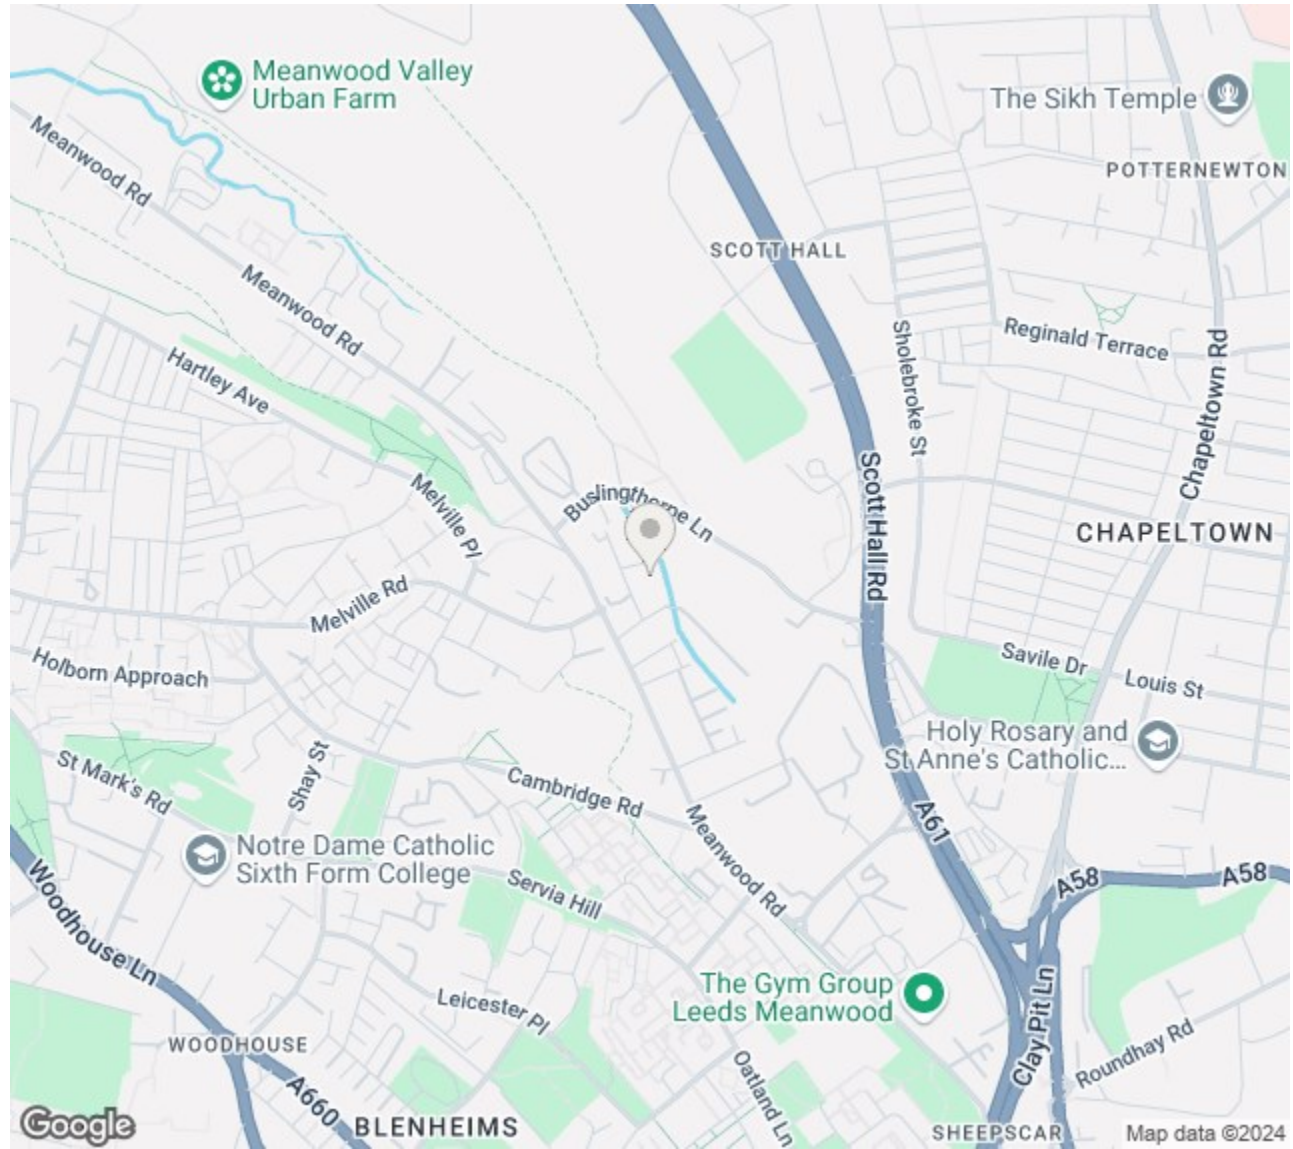 Meanwood Valley
Urban Farm
The Sikh Temple
Meanwood Rd
POTTERNEWTON
SCOTT HALL
Meanwood Rd
Reginald Terrace
Sholebroke St
Chapeltown Rd
Hartley Ave
Melville Pl
Buslingthorpe Ln
Scott Hall Rd
CHAPELTOWN
Melville Rd
Holborn Approach
Savile Dr
Louis St
Holy Rosary and
St Anne's Catholic...
St Mark's Rd
Shay St
Cambridge Rd
A61
Meanwood Rd
Notre Dame Catholic
Sixth Form College
A58
A58
Servia Hill
Woodhouse Ln
The Gym Group
Leeds Meanwood
Leicester Pl
Clay Pit Ln
Roundhay Rd
WOODHOUSE
Oatland Ln
A660
BLENHEIMS
SHEEPSCAR
Google
Map data ©2024